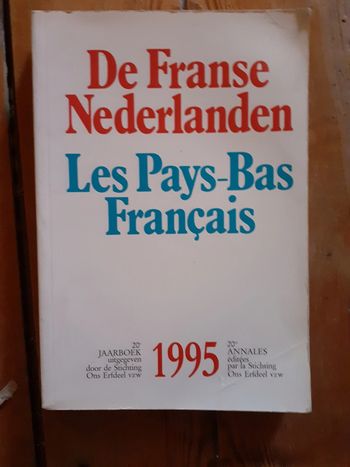 De Franse
Nederlanden
Les Pays-Bas
Français
20e
JAARBOEK
uitgegeven
door de Stichting
Ons Erfdeel vzw
1995
20e
ANNALES
éditées
par la Stichting
Ons Erfdeel vzw